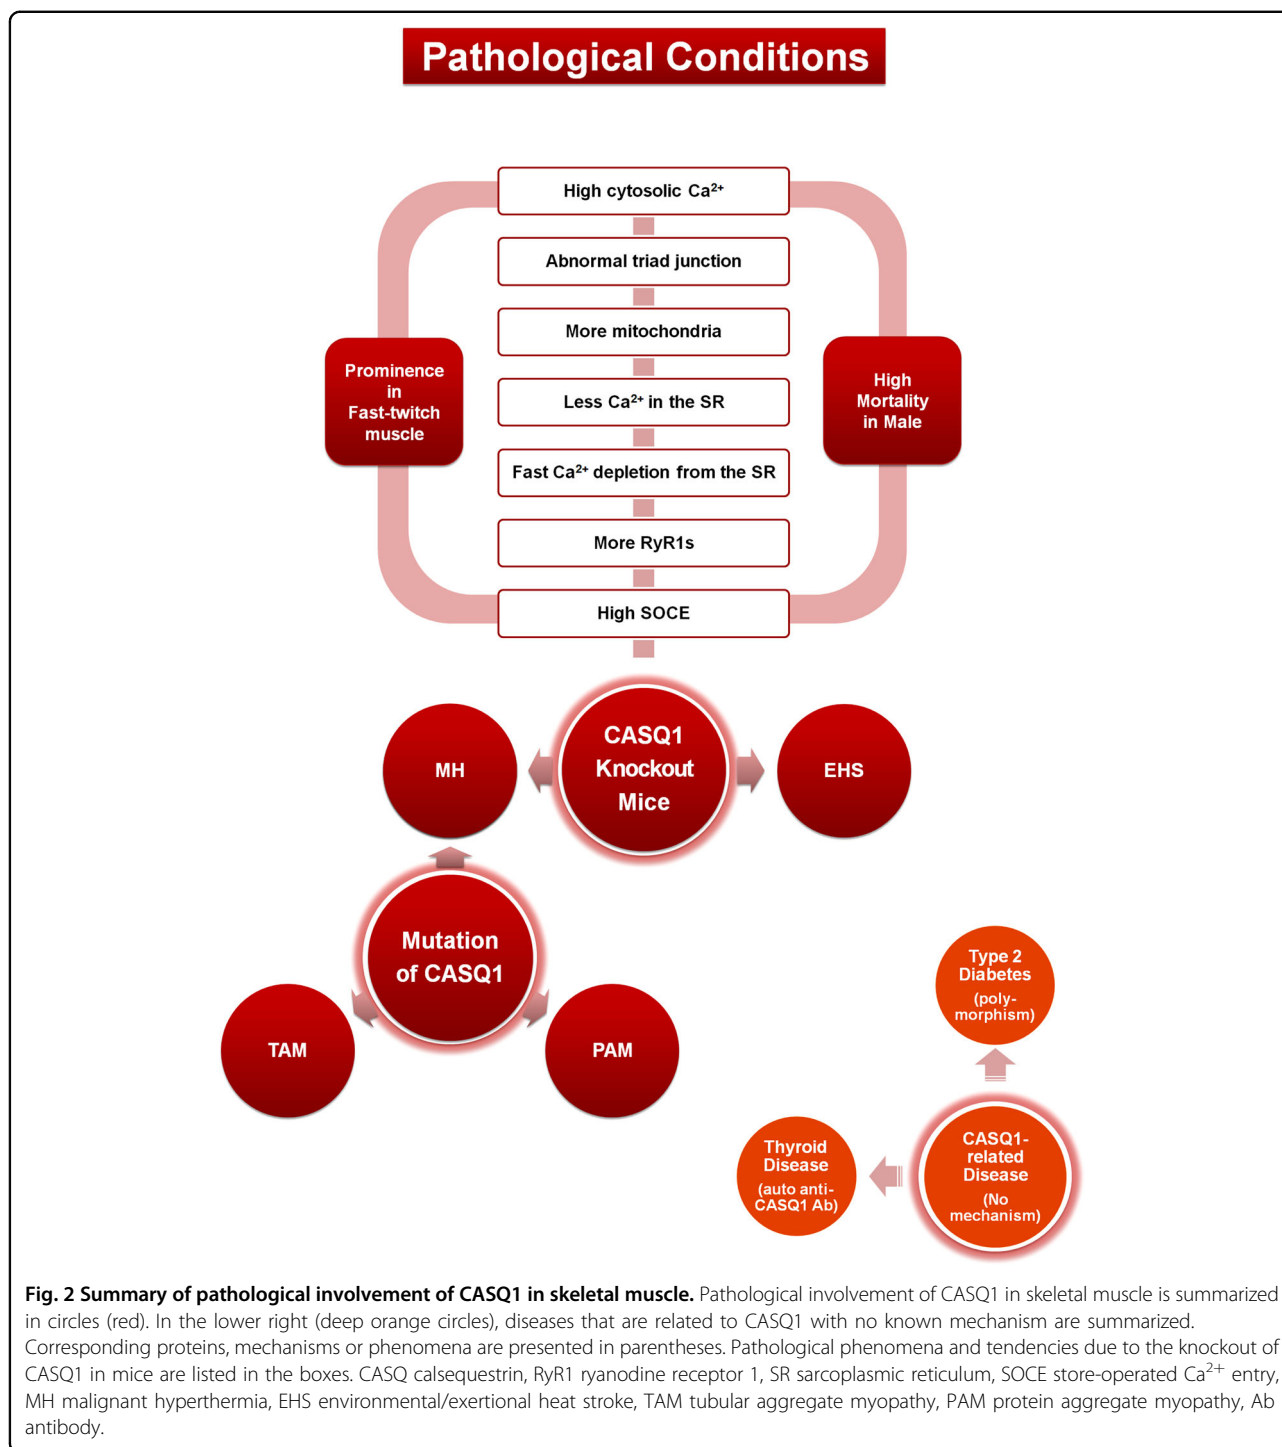 Pathological Conditions
High cytosolic Ca²⁺
Abnormal triad junction
More mitochondria
Less Ca²⁺ in the SR
Fast Ca²⁺ depletion from the SR
More RyR1s
High SOCE
Prominence
in
Fast-twitch
muscle
High
Mortality
in Male
CASQ1
Knockout
Mice
MH
EHS
Mutation
of CASQ1
TAM
PAM
Type 2
Diabetes
(poly-
morphism)
Thyroid
Disease
(auto anti-
CASQ1 Ab)
CASQ1-
related
Disease
(No
mechanism)
Fig. 2 Summary of pathological involvement of CASQ1 in skeletal muscle. Pathological involvement of CASQ1 in skeletal muscle is summarized
in circles (red). In the lower right (deep orange circles), diseases that are related to CASQ1 with no known mechanism are summarized.
Corresponding proteins, mechanisms or phenomena are presented in parentheses. Pathological phenomena and tendencies due to the knockout of
CASQ1 in mice are listed in the boxes. CASQ calsequestrin, RyR1 ryanodine receptor 1, SR sarcoplasmic reticulum, SOCE store-operated Ca²⁺ entry,
MH malignant hyperthermia, EHS environmental/exertional heat stroke, TAM tubular aggregate myopathy, PAM protein aggregate myopathy, Ab
antibody.